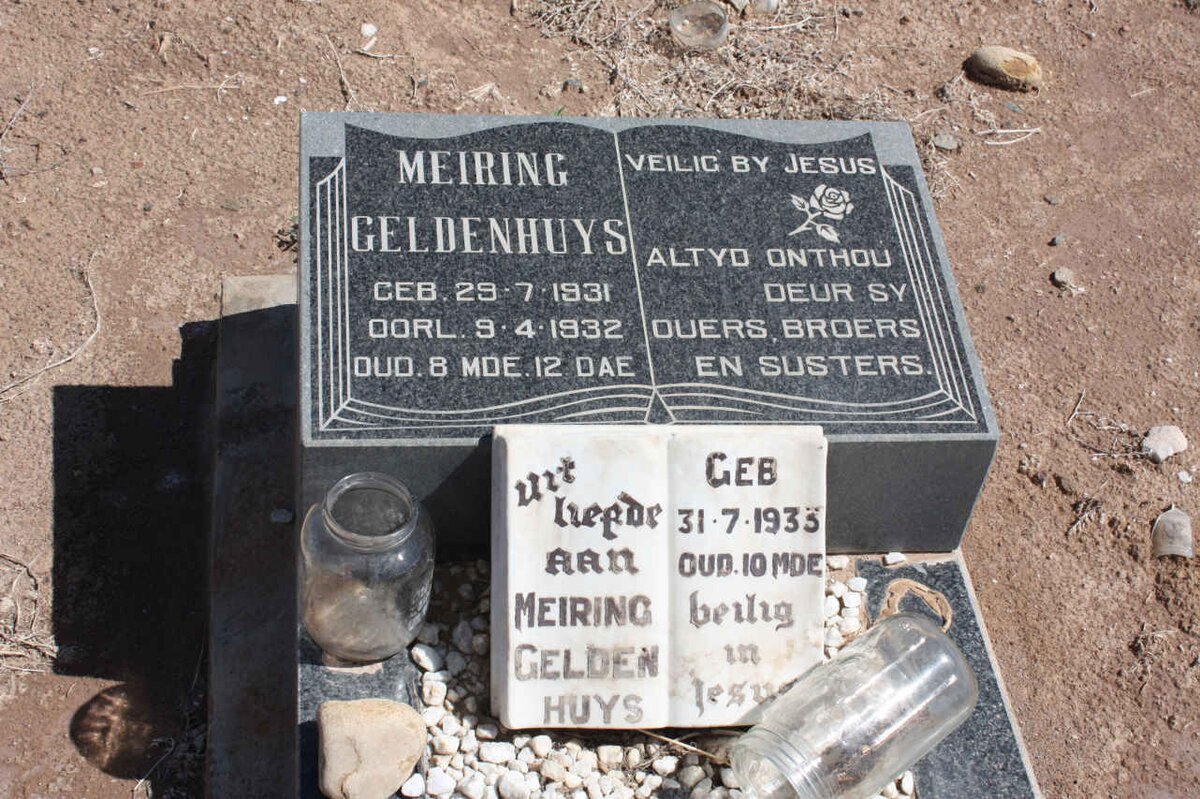 MEIRING
GELDENHUYS
GEB. 29·7·1931
OORL. 9·4·1932
OUD. 8 MDE. 12 DAE
VEILIG BY JESUS
ALTYD ONTHOU
DEUR SY
OUERS, BROERS
EN SUSTERS.
uit
liefde
aan
MEIRING
GELDEN
HUYS
GEB
31·7·1933
OUD. 10 MDE
beilig
in
Jesus